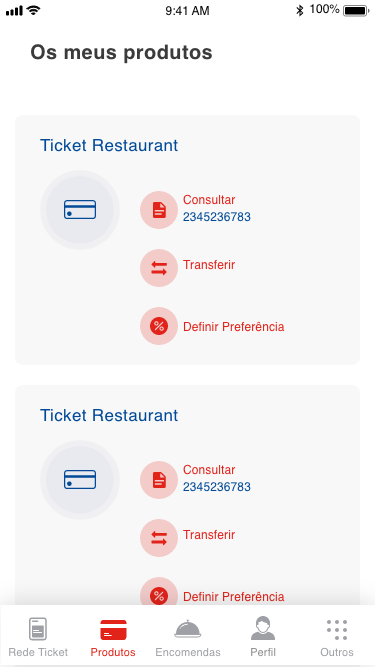 9:41 AM
100%
Os meus produtos
Ticket Restaurant
Consultar
2345236783
Transferir
Definir Preferência
Ticket Restaurant
Consultar
2345236783
Transferir
Definir Preferência
Rede Ticket
Produtos
Encomendas
Perfil
Outros